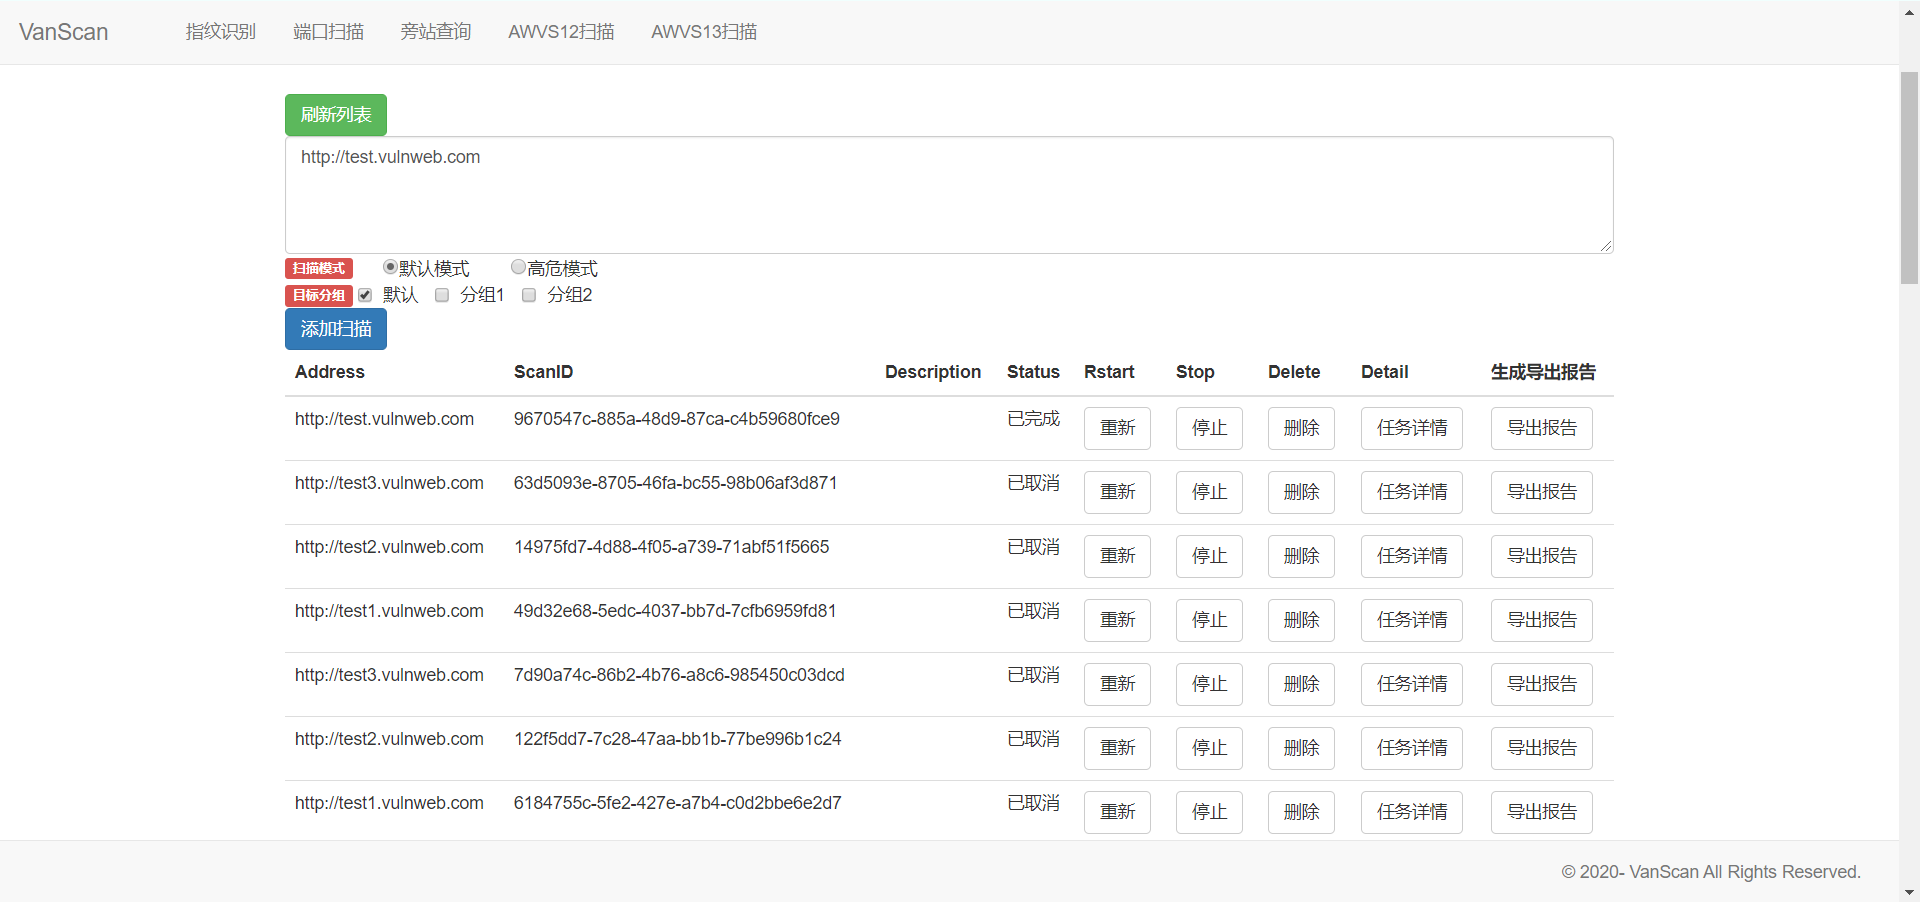 VanScan 指纹识别 端口扫描 旁站查询 AWVS12扫描 AWVS13扫描
刷新列表
http://test.vulnweb.com
扫描模式 默认模式 高危模式
目标分组 默认 分组1 分组2
添加扫描
Address ScanID Description Status Rstart Stop Delete Detail 生成导出报告
http://test.vulnweb.com 9670547c-885a-48d9-87ca-c4b59680fce9 已完成 重新 停止 删除 任务详情 导出报告
http://test3.vulnweb.com 63d5093e-8705-46fa-bc55-98b06af3d871 已取消 重新 停止 删除 任务详情 导出报告
http://test2.vulnweb.com 14975fd7-4d88-4f05-a739-71abf51f5665 已取消 重新 停止 删除 任务详情 导出报告
http://test1.vulnweb.com 49d32e68-5edc-4037-bb7d-7cfb6959fd81 已取消 重新 停止 删除 任务详情 导出报告
http://test3.vulnweb.com 7d90a74c-86b2-4b76-a8c6-985450c03dcd 已取消 重新 停止 删除 任务详情 导出报告
http://test2.vulnweb.com 122f5dd7-7c28-47aa-bb1b-77be996b1c24 已取消 重新 停止 删除 任务详情 导出报告
http://test1.vulnweb.com 6184755c-5fe2-427e-a7b4-c0d2bbe6e2d7 已取消 重新 停止 删除 任务详情 导出报告
© 2020- VanScan All Rights Reserved.